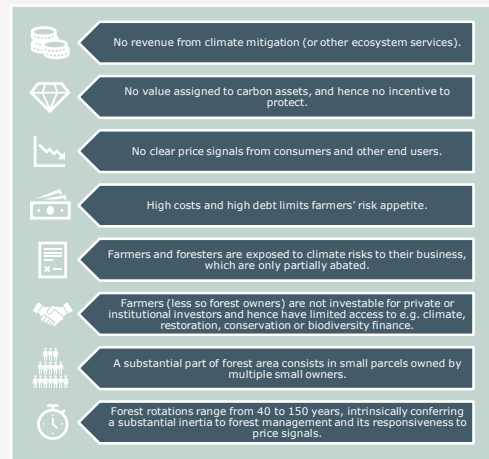 No revenue from climate mitigation (or other ecosystem services).
No value assigned to carbon assets, and hence no incentive to
protect.
No clear price signals from consumers and other end users.
High costs and high debt limits farmers' risk appetite.
Farmers and foresters are exposed to climate risks to their business,
which are only partially abated.
Farmers (less so forest owners) are not investable for private or
institutional investors and hence have limited access to e.g. climate,
restoration, conservation or biodiversity finance.
A substantial part of forest area consists in small parcels owned by
multiple small owners.
Forest rotations range from 40 to 150 years, intrinsically conferring
a substantial inertia to forest management and its responsiveness to
price signals.